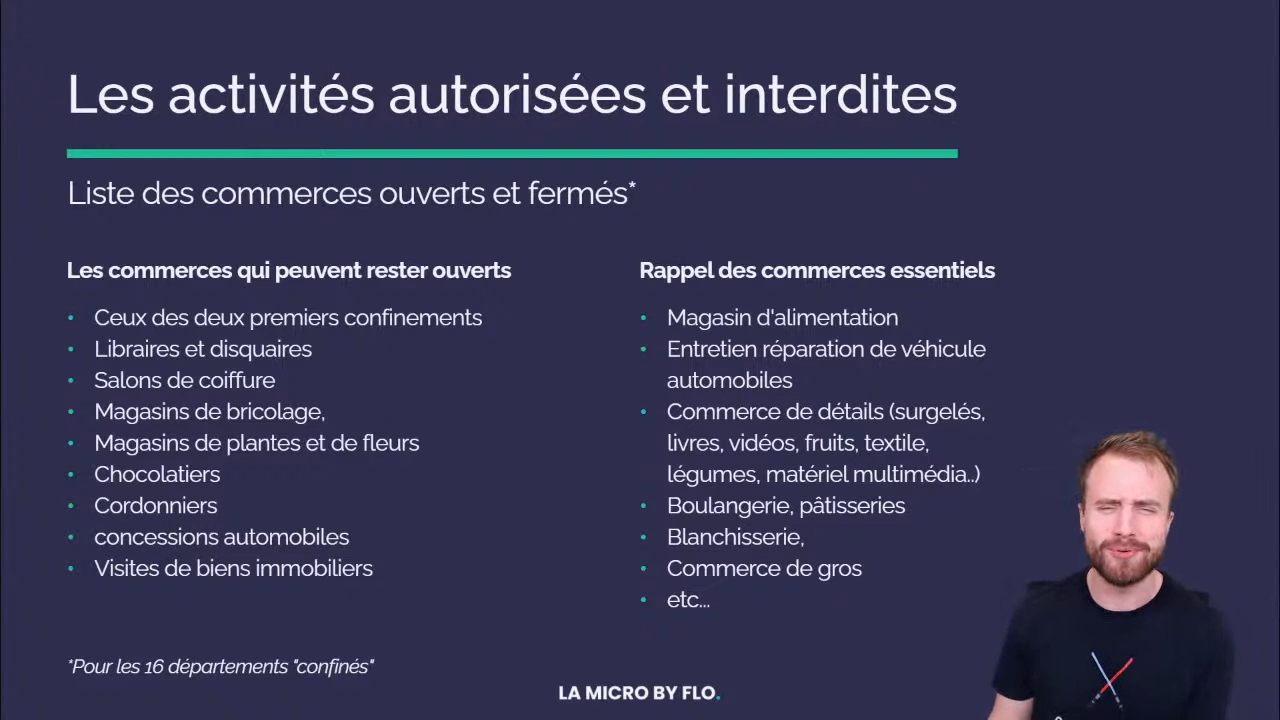 Les activités autorisées et interdites
Liste des commerces ouverts et fermés*
Les commerces qui peuvent rester ouverts
• Ceux des deux premiers confinements
• Libraires et disquaires
• Salons de coiffure
• Magasins de bricolage,
• Magasins de plantes et de fleurs
• Chocolatiers
• Cordonniers
• concessions automobiles
• Visites de biens immobiliers
Rappel des commerces essentiels
• Magasin d'alimentation
• Entretien réparation de véhicule
automobiles
• Commerce de détails (surgelés,
livres, vidéos, fruits, textile,
légumes, matériel multimédia..)
• Boulangerie, pâtisseries
• Blanchisserie,
• Commerce de gros
• etc...
*Pour les 16 départements "confinés"
LA MICRO BY FLO.